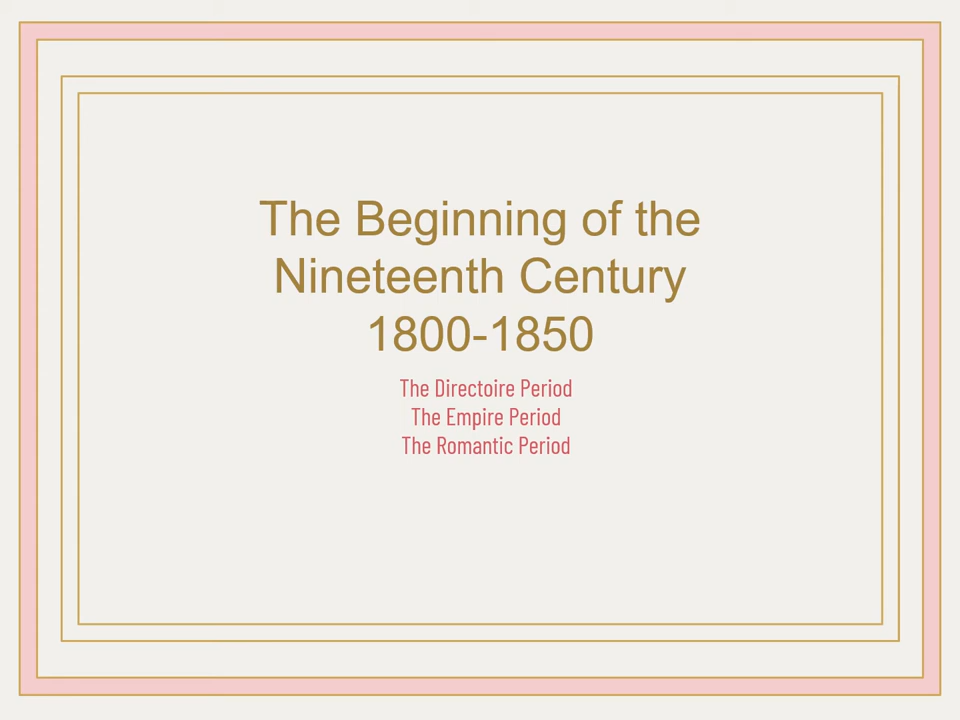 The Beginning of the
Nineteenth Century
1800-1850
The Directoire Period
The Empire Period
The Romantic Period